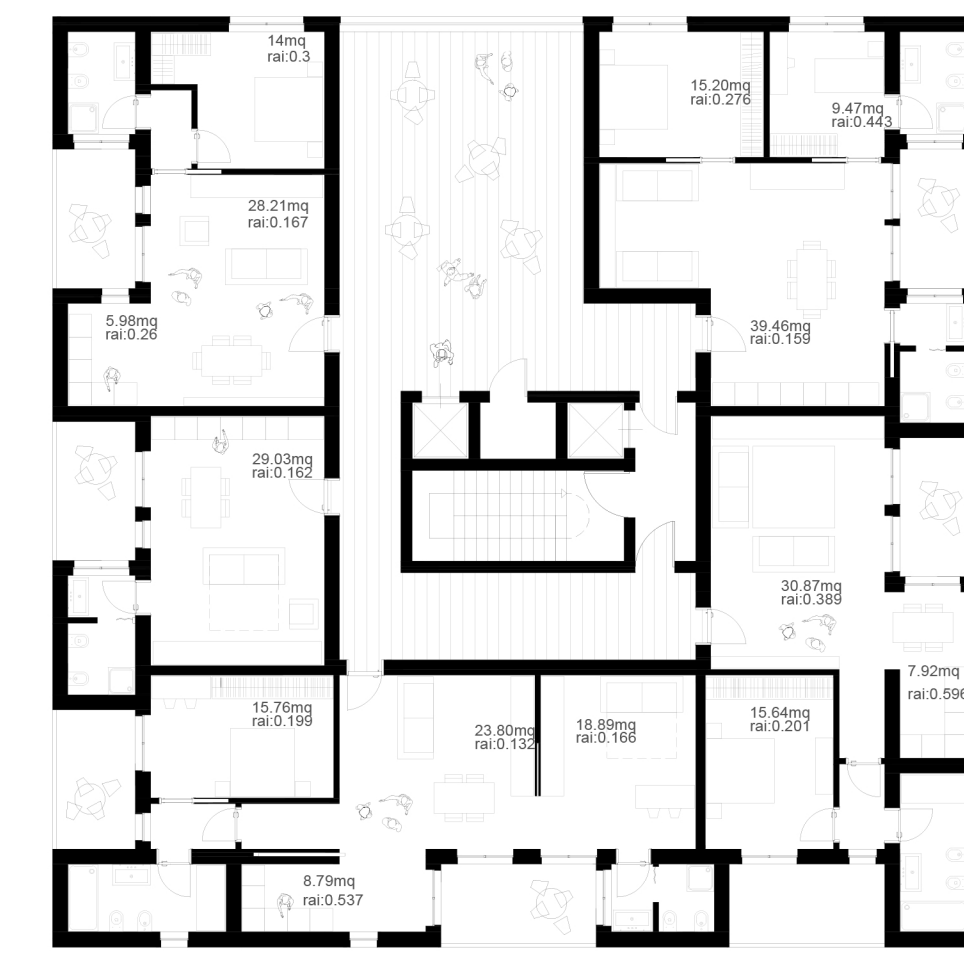 14mq
rai:0.3
15.20mq
rai:0.276
9.47mq
rai:0.443
28.21mq
rai:0.167
5.98mq
rai:0.26
39.46mq
rai:0.159
29.03mq
rai:0.162
30.87mq
rai:0.389
7.92mq
rai:0.596
15.76mq
rai:0.199
23.80mq
rai:0.132
18.89mq
rai:0.166
15.64mq
rai:0.201
8.79mq
rai:0.537